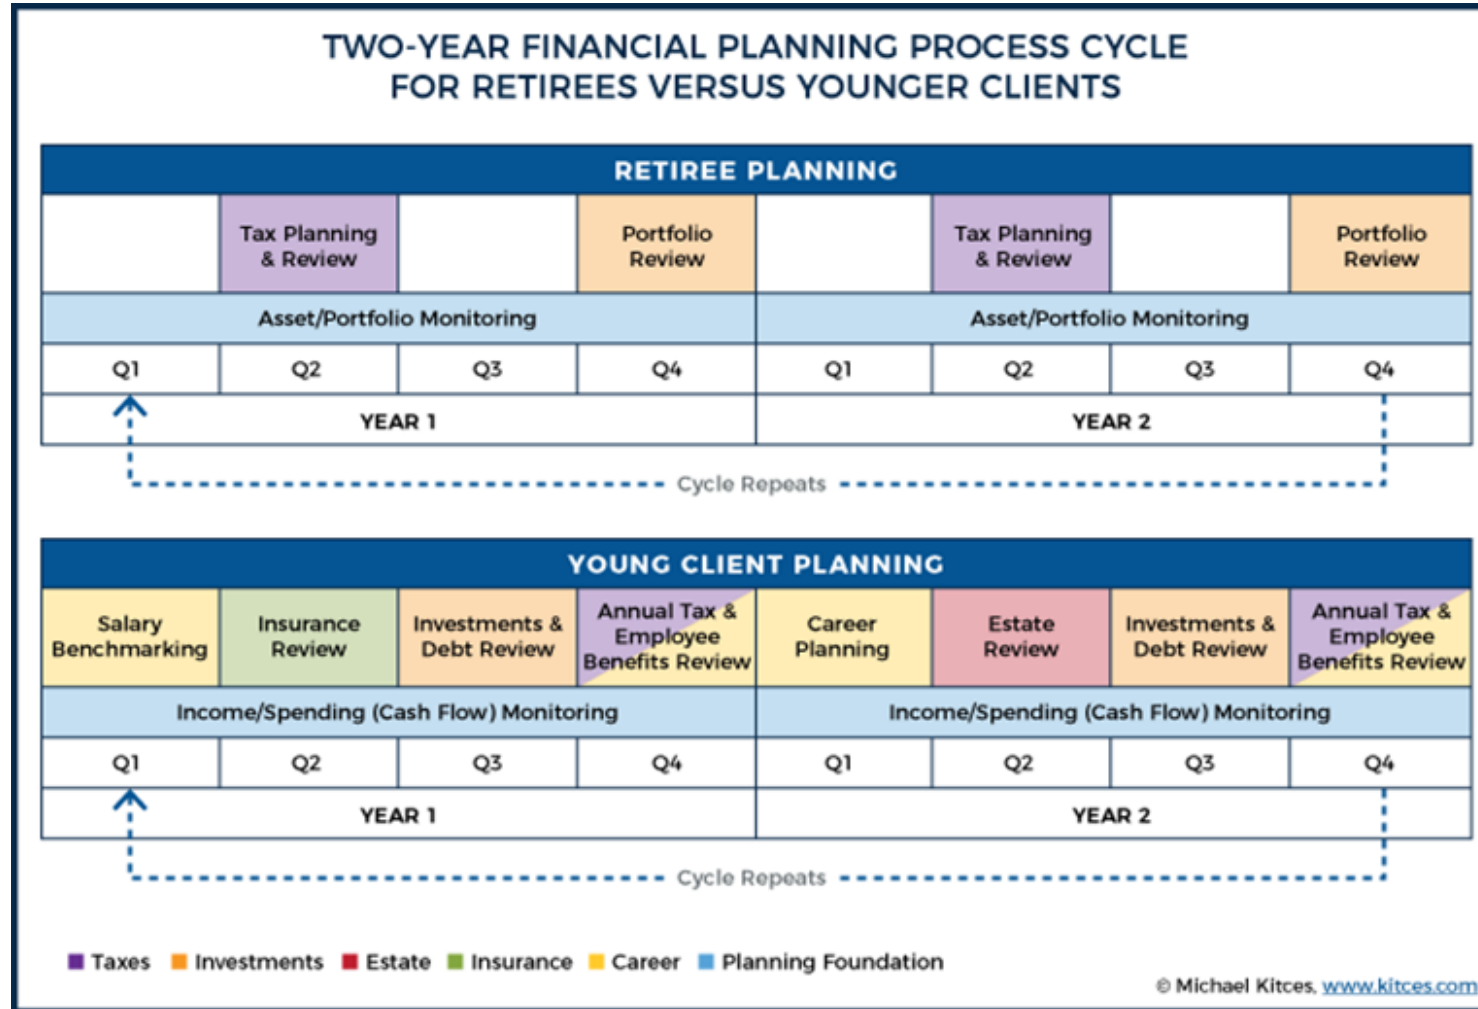 TWO-YEAR FINANCIAL PLANNING PROCESS CYCLE
FOR RETIREES VERSUS YOUNGER CLIENTS
RETIREE PLANNING
Tax Planning
& Review
Portfolio
Review
Tax Planning
& Review
Portfolio
Review
Asset/Portfolio Monitoring
Asset/Portfolio Monitoring
Q1
Q2
Q3
Q4
Q1
Q2
Q3
Q4
YEAR 1
YEAR 2
Cycle Repeats
YOUNG CLIENT PLANNING
Salary
Benchmarking
Insurance
Review
Investments &
Debt Review
Annual Tax &
Employee
Benefits Review
Career
Planning
Estate
Review
Investments &
Debt Review
Annual Tax &
Employee
Benefits Review
Income/Spending (Cash Flow) Monitoring
Income/Spending (Cash Flow) Monitoring
Q1
Q2
Q3
Q4
Q1
Q2
Q3
Q4
YEAR 1
YEAR 2
Cycle Repeats
Taxes
Investments
Estate
Insurance
Career
Planning Foundation
© Michael Kitces, www.kitces.com